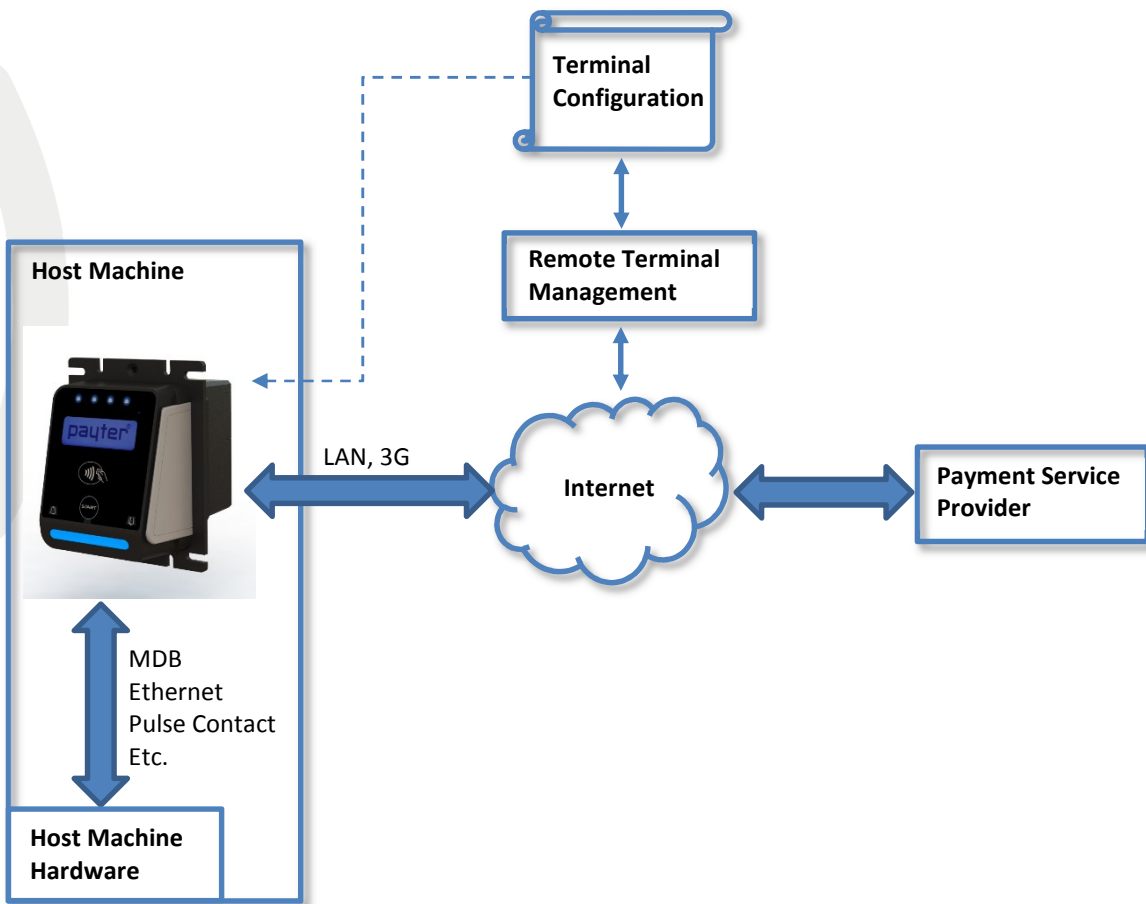 Terminal
Configuration
Remote Terminal
Management
Host Machine
payter
START
LAN, 3G
Internet
Payment Service
Provider
MDB
Ethernet
Pulse Contact
Etc.
Host Machine
Hardware